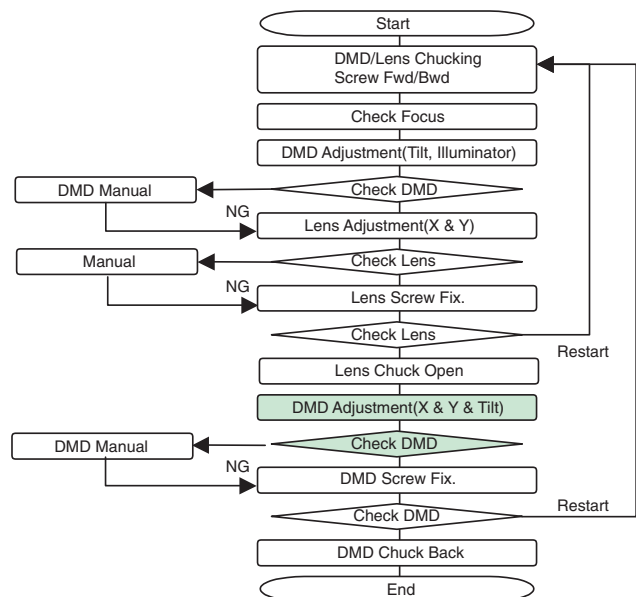 Start
DMD/Lens Chucking
Screw Fwd/Bwd
Check Focus
DMD Adjustment(Tilt, Illuminator)
Check DMD
DMD Manual
NG
Lens Adjustment(X & Y)
Check Lens
Manual
NG
Lens Screw Fix.
Check Lens
Restart
Lens Chuck Open
DMD Adjustment(X & Y & Tilt)
Check DMD
DMD Manual
NG
DMD Screw Fix.
Check DMD
Restart
DMD Chuck Back
End